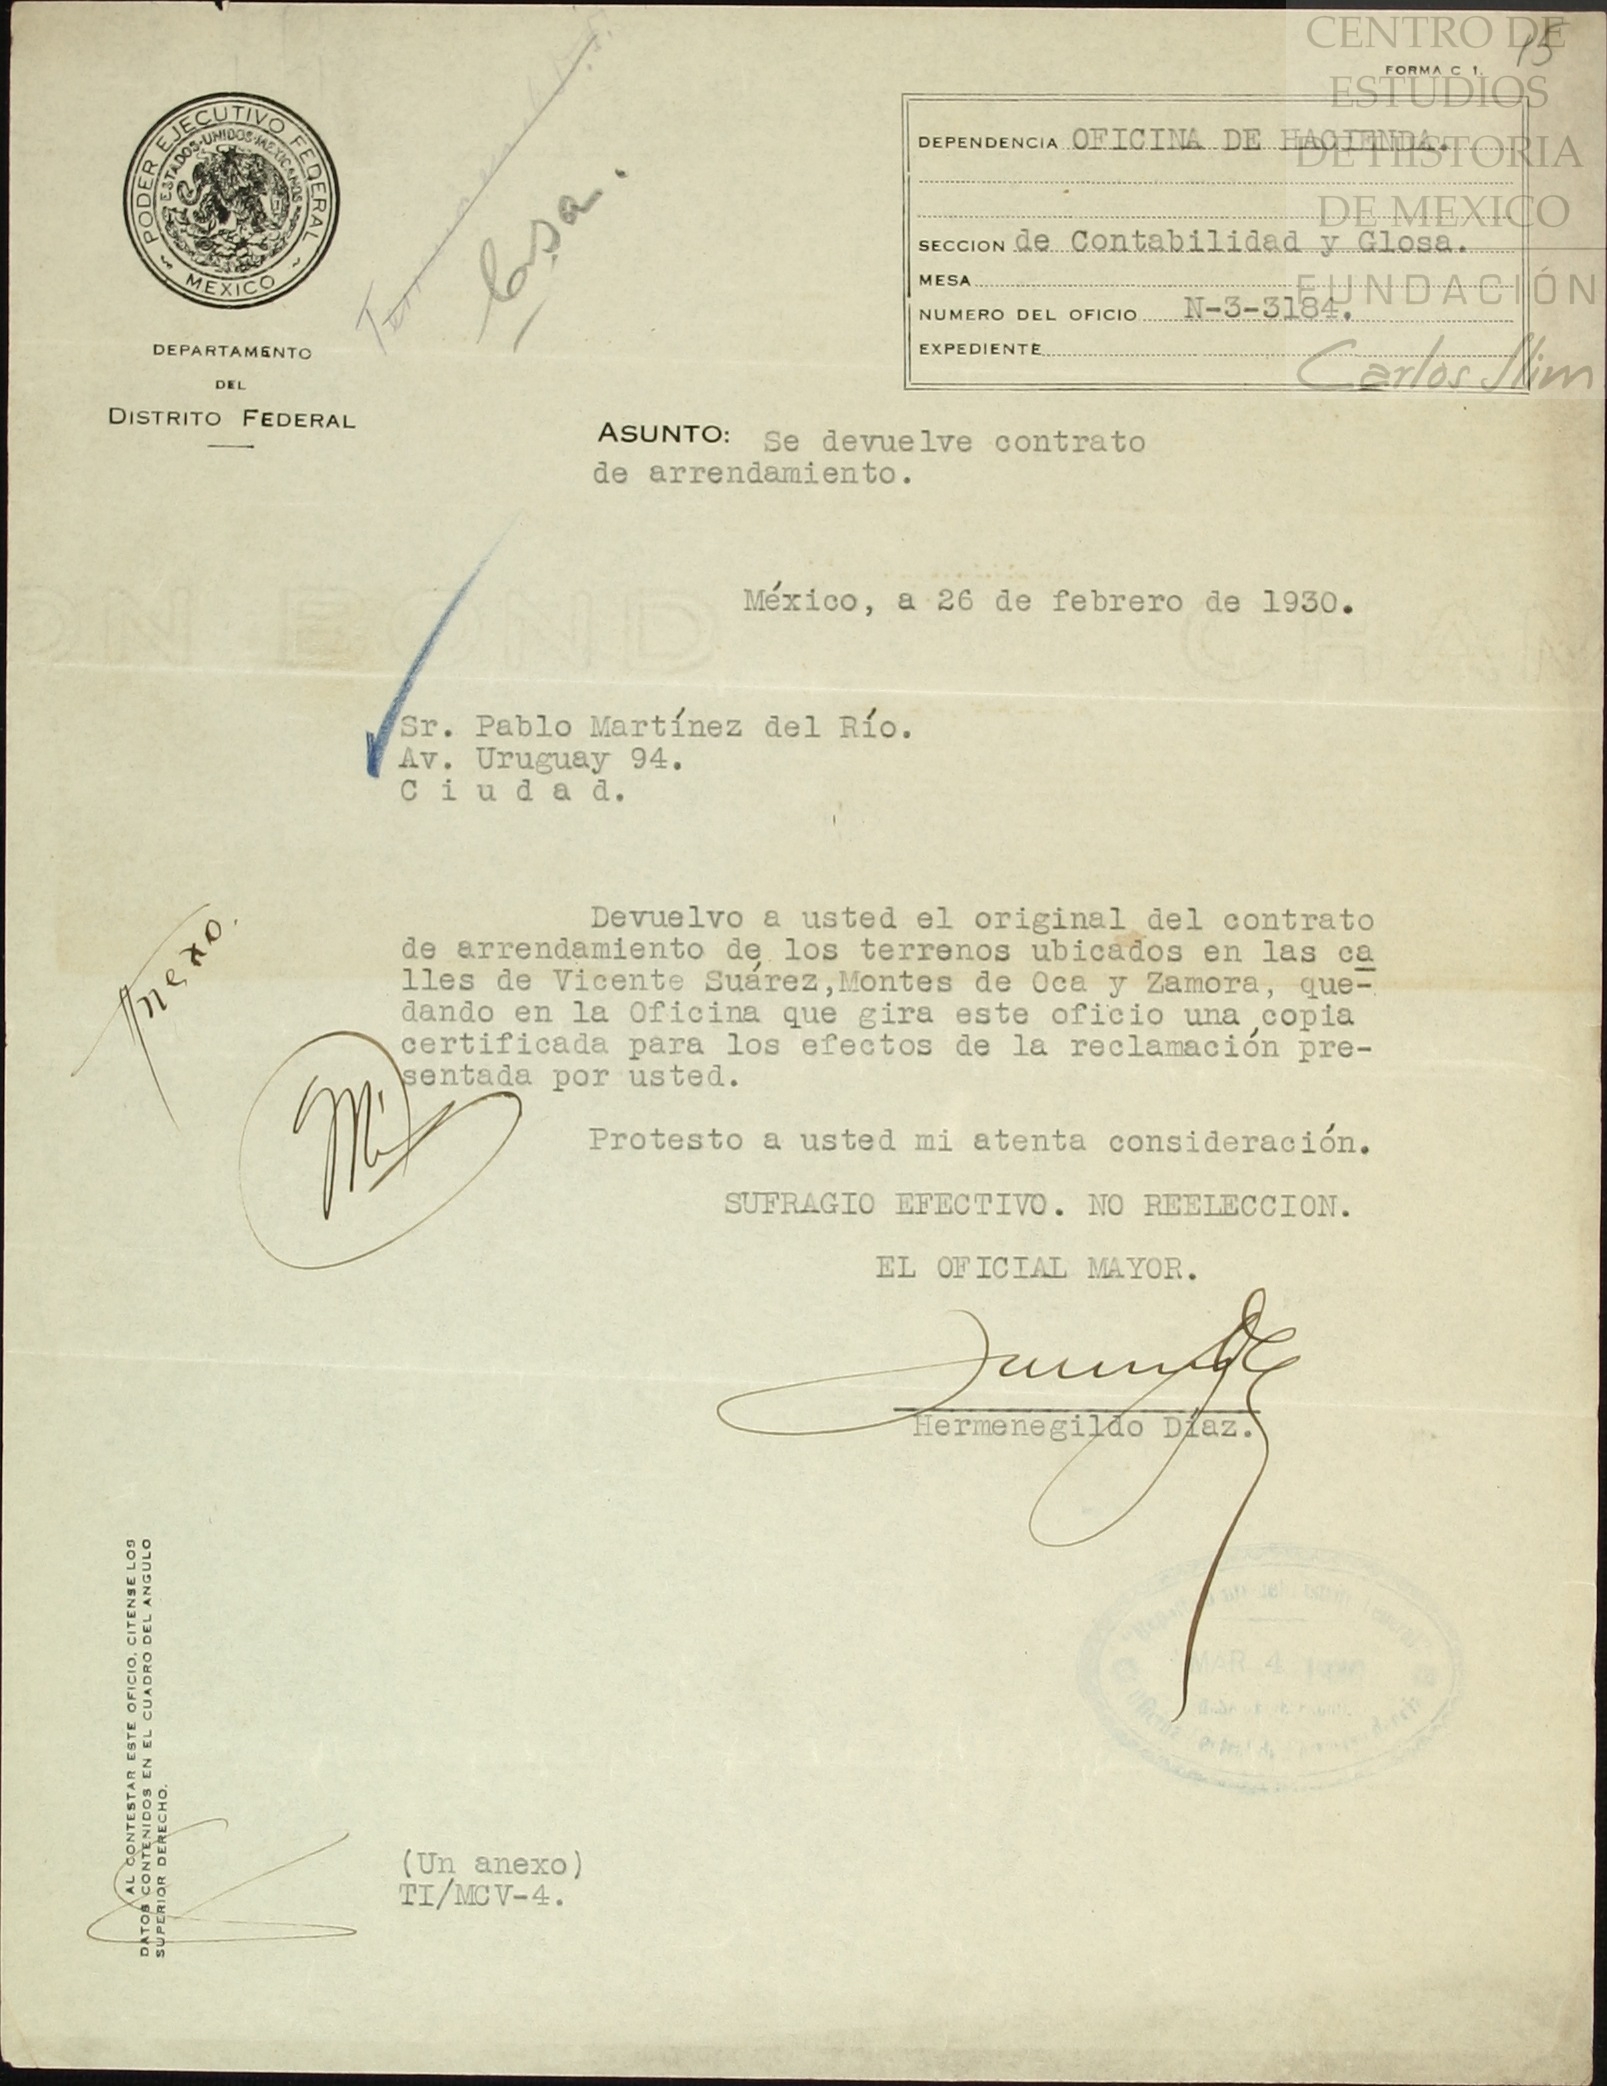 15
FORMA C 1.
CENTRO DE
ESTUDIOS
DE HISTORIA
DE MEXICO
FUNDACIÓN
Carlos Slim
PODER EJECUTIVO FEDERAL
ESTADOS·UNIDOS·MEXICANOS
MEXICO
DEPARTAMENTO
DEL
DISTRITO FEDERAL
Casa.
DEPENDENCIA OFICINA DE HACIENDA.
SECCION de Contabilidad y Glosa.
MESA
NUMERO DEL OFICIO N-3-3184.
EXPEDIENTE
ASUNTO: Se devuelve contrato
de arrendamiento.
México, a 26 de febrero de 1930.
Sr. Pablo Martínez del Río.
Av. Uruguay 94.
C i u d a d.
Anexo.
Devuelvo a usted el original del contrato
de arrendamiento de los terrenos ubicados en las ca
lles de Vicente Suárez,Montes de Oca y Zamora, que-
dando en la Oficina que gira este oficio una copia
certificada para los efectos de la reclamación pre-
sentada por usted.
Protesto a usted mi atenta consideración.
SUFRAGIO EFECTIVO. NO REELECCION.
EL OFICIAL MAYOR.
Hermenegildo Díaz.
MAR 4
AL CONTESTAR ESTE OFICIO, CITENSE LOS
DATOS CONTENIDOS EN EL CUADRO DEL ANGULO
SUPERIOR DERECHO.
(Un anexo)
TI/MCV-4.